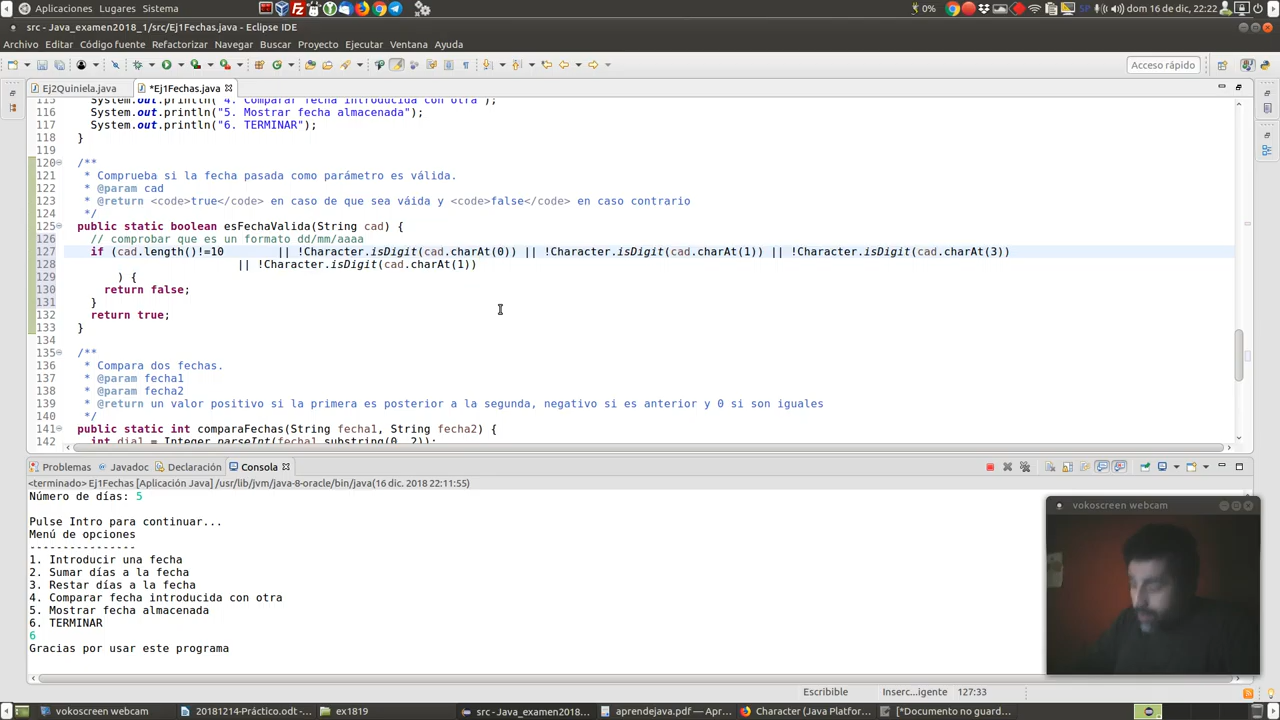 Aplicaciones Lugares Sistema
0% SP dom 16 de dic, 22:22
src - Java_examen2018_1/src/Ej1Fechas.java - Eclipse IDE
Archivo Editar Código fuente Refactorizar Navegar Buscar Proyecto Ejecutar Ventana Ayuda
Acceso rápido
Ej2Quiniela.java *Ej1Fechas.java
115 System.out.println("4. Comparar fecha introducida con otra");
116 System.out.println("5. Mostrar fecha almacenada");
117 System.out.println("6. TERMINAR");
118 }
119
120 /**
121 * Comprueba si la fecha pasada como parámetro es válida.
122 * @param cad
123 * @return <code>true</code> en caso de que sea váida y <code>false</code> en caso contrario
124 */
125 public static boolean esFechaValida(String cad) {
126 // comprobar que es un formato dd/mm/aaaa
127 if (cad.length()!=10 || !Character.isDigit(cad.charAt(0)) || !Character.isDigit(cad.charAt(1)) || !Character.isDigit(cad.charAt(3))
128 || !Character.isDigit(cad.charAt(1))
129 ) {
130 return false;
131 }
132 return true;
133 }
134
135 /**
136 * Compara dos fechas.
137 * @param fecha1
138 * @param fecha2
139 * @return un valor positivo si la primera es posterior a la segunda, negativo si es anterior y 0 si son iguales
140 */
141 public static int comparaFechas(String fecha1, String fecha2) {
142 int dia1 = Integer.parseInt(fecha1.substring(0, 2));
Problemas Javadoc Declaración Consola
<terminado> Ej1Fechas [Aplicación Java] /usr/lib/jvm/java-8-oracle/bin/java(16 dic. 2018 22:11:55)
Número de días: 5
Pulse Intro para continuar...
Menú de opciones
----------------
1. Introducir una fecha
2. Sumar días a la fecha
3. Restar días a la fecha
4. Comparar fecha introducida con otra
5. Mostrar fecha almacenada
6. TERMINAR
6
Gracias por usar este programa
vokoscreen webcam
Escribible Inserc...igente 127:33
vokoscreen webcam 20181214-Práctico.odt -... ex1819 src - Java_examen2018... aprendejava.pdf — Apr... Character (Java Platfor... [*Documento no guard...